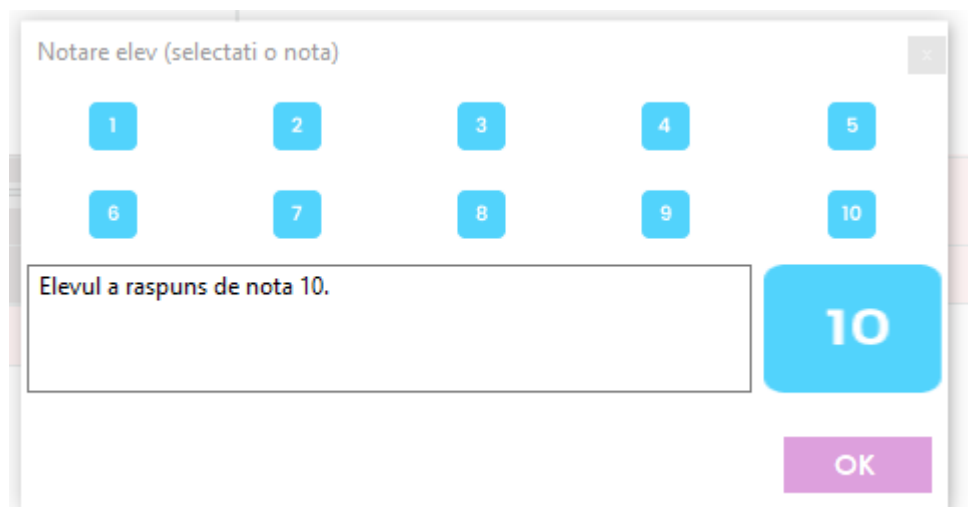 Notare elev (selectati o nota)
x
1 2 3 4 5
6 7 8 9 10
Elevul a raspuns de nota 10.
10
OK